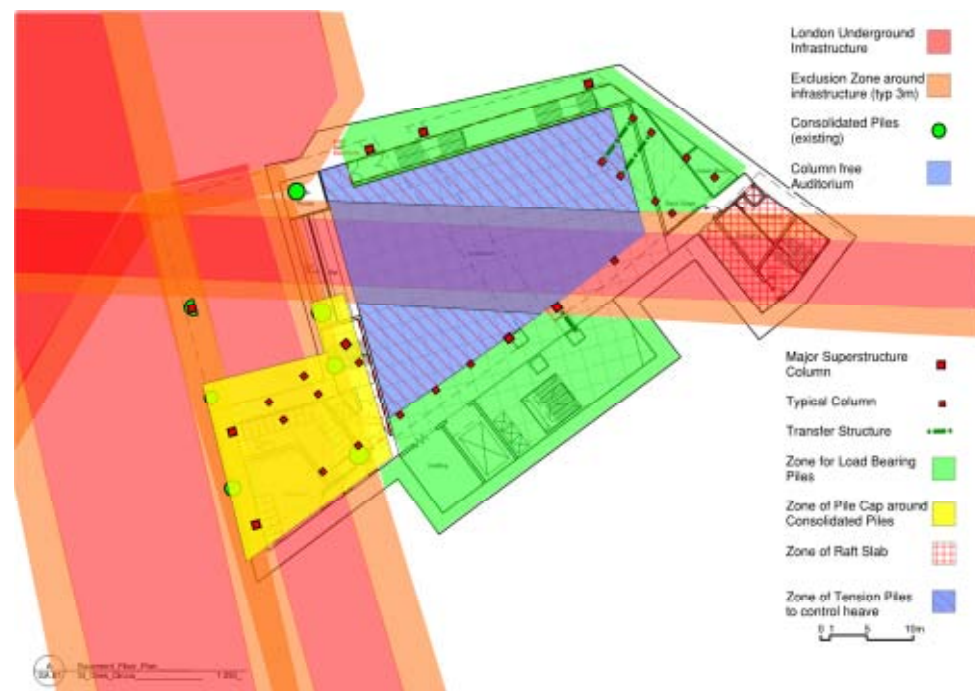 London Underground
Infrastructure
Exclusion Zone around
infrastructure (typ 3m)
Consolidated Piles
(existing)
Column free
Auditorium
Major Superstructure
Column
Typical Column
Transfer Structure
Zone for Load Bearing
Piles
Zone of Pile Cap around
Consolidated Piles
Zone of Raft Slab
Zone of Tension Piles
to control heave
0 1 5 10m
A
Basement_Floor_Plan